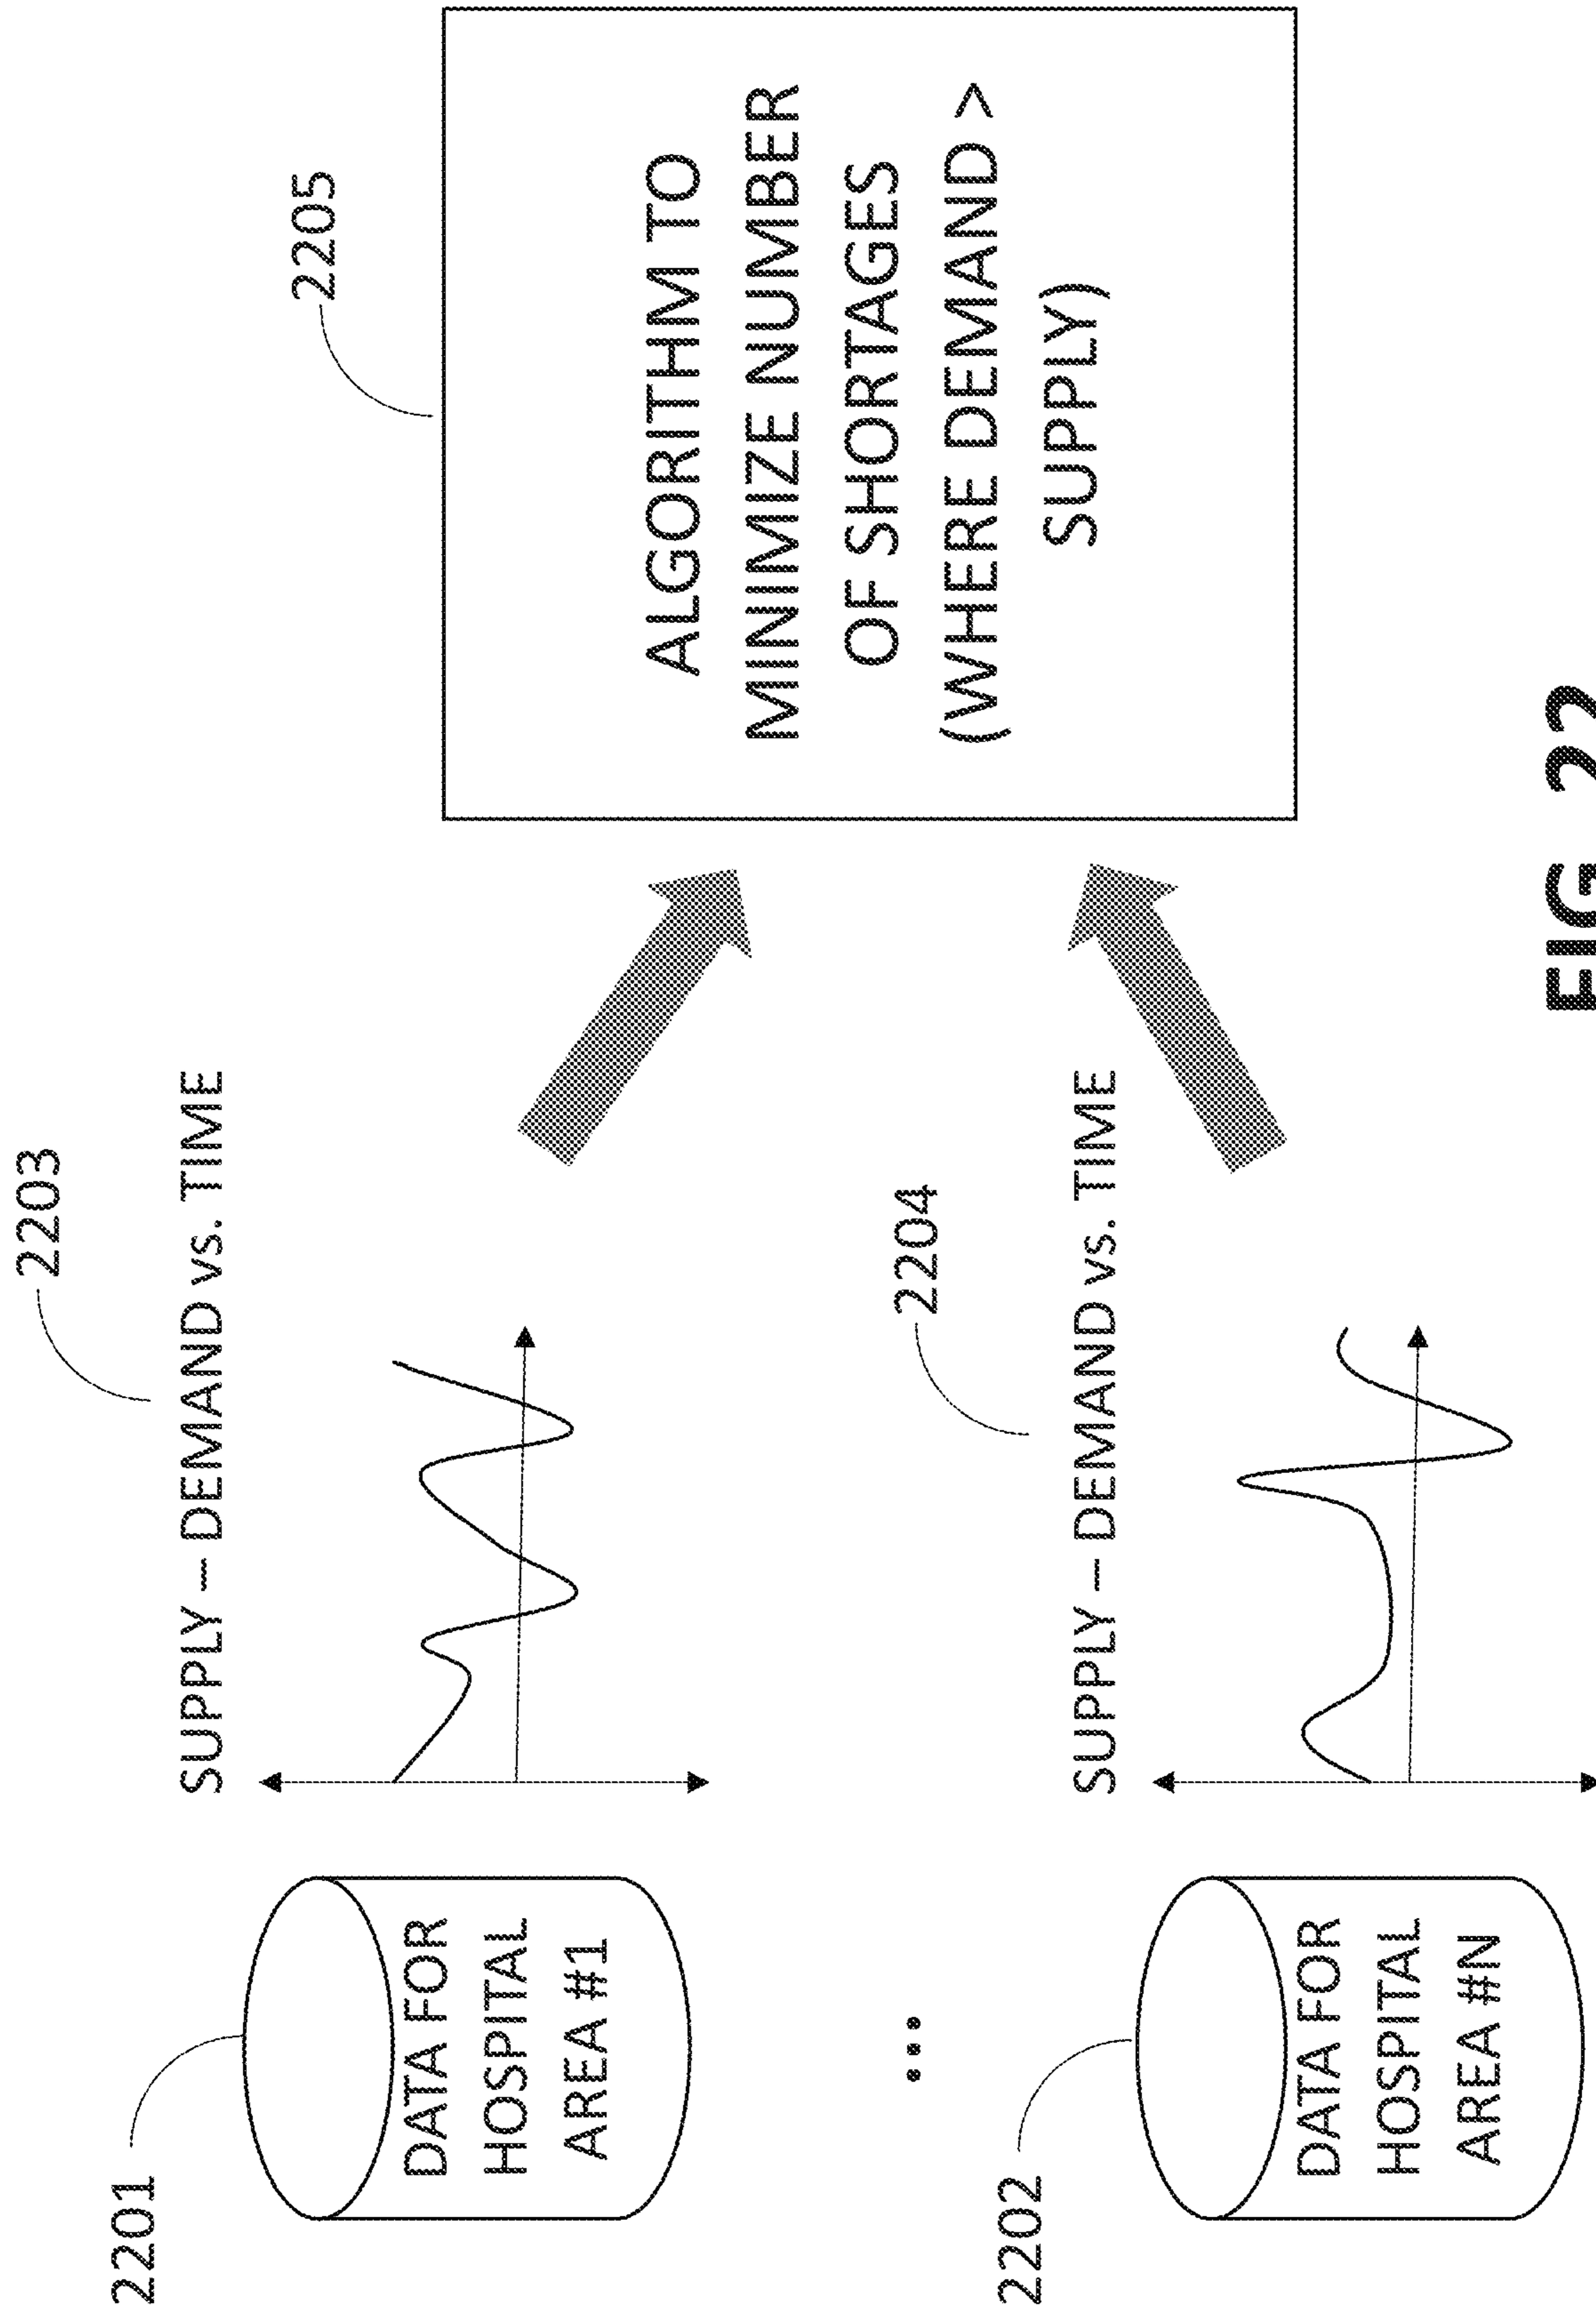 2201
DATA FOR
HOSPITAL
AREA #1
2203
SUPPLY – DEMAND vs. TIME
...
2202
DATA FOR
HOSPITAL
AREA #N
2204
SUPPLY – DEMAND vs. TIME
2205
ALGORITHM TO
MINIMIZE NUMBER
OF SHORTAGES
(WHERE DEMAND >
SUPPLY)
FIG 22